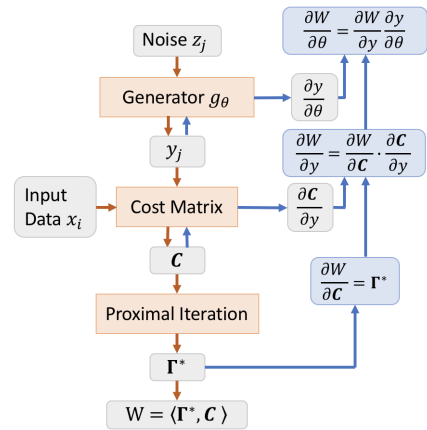 Noise z_j
∂W/∂θ = ∂W/∂y ∂y/∂θ
Generator g_θ
∂y/∂θ
y_j
∂W/∂y = ∂W/∂C · ∂C/∂y
Input
Data x_i
Cost Matrix
∂C/∂y
C
∂W/∂C = Γ*
Proximal Iteration
Γ*
W = ⟨Γ*, C ⟩